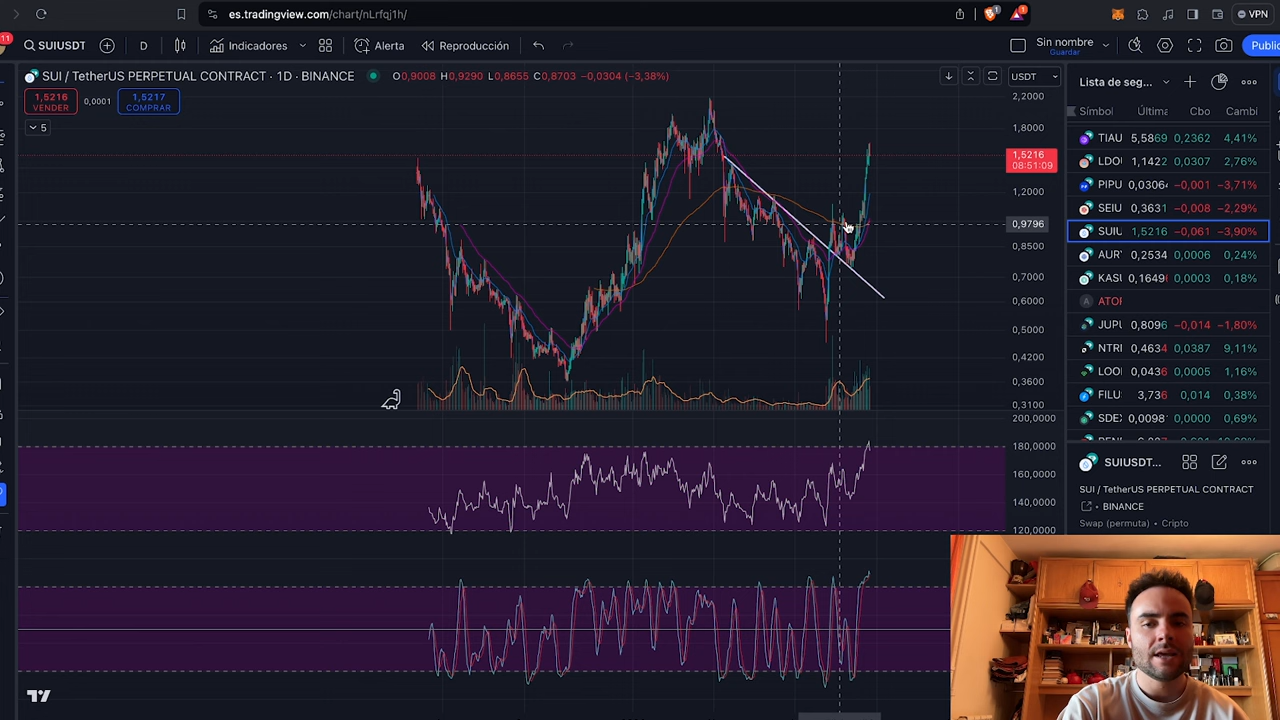 es.tradingview.com/chart/nLrfqj1h/
1
1
VPN
11
SUIUSDT
D
Indicadores
Alerta
Reproducción
Sin nombre
Guardar
Public
SUI / TetherUS PERPETUAL CONTRACT · 1D · BINANCE
O0,9008 H0,9290 L0,8655 C0,8703 −0,0304 (−3,38%)
1,5216
VENDER
0,0001
1,5217
COMPRAR
5
USDT
2,2000
1,8000
1,5216
08:51:09
1,2000
0,9796
0,8500
0,7000
0,6000
0,5000
0,4200
0,3600
0,3100
200,0000
180,0000
160,0000
140,0000
120,0000
Lista de seg...
Símbol Última Cbo Cambi
TIAU 5,5869 0,2362 4,41%
LDOI 1,1422 0,0307 2,76%
PIPU 0,03064 −0,001 −3,71%
SEIU 0,3631 −0,008 −2,29%
SUIU 1,5216 −0,061 −3,90%
AUR' 0,2534 0,0006 0,24%
KASU 0,1649 0,0003 0,18%
A ATOF
JUPU 0,8096 −0,014 −1,80%
NTRI 0,4634 0,0387 9,11%
LOOI 0,0436 0,0005 1,16%
FILU 3,736 0,014 0,38%
SDE 0,0098 0,0000 0,69%
SUIUSDT...
SUI / TetherUS PERPETUAL CONTRACT
BINANCE
Swap (permuta) • Cripto